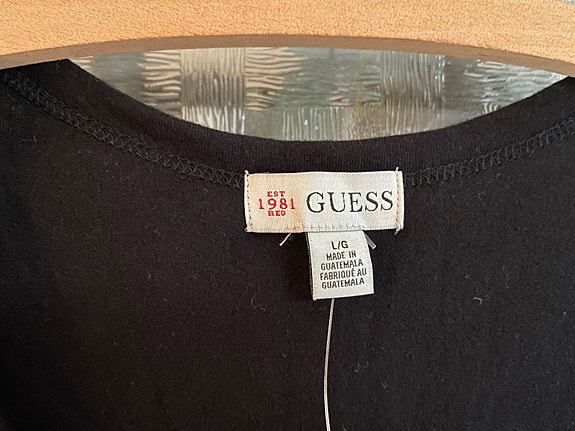 EST
1981
REG
GUESS
L/G
MADE IN
GUATEMALA
FABRIQUÉ AU
GUATEMALA